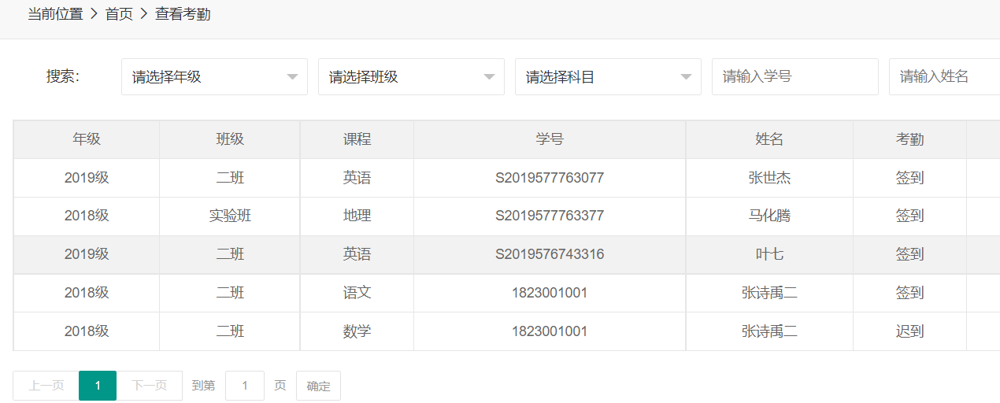 当前位置 > 首页 > 查看考勤
搜索: 请选择年级 请选择班级 请选择科目 请输入学号 请输入姓名
年级 班级 课程 学号 姓名 考勤
2019级 二班 英语 S2019577763077 张世杰 签到
2018级 实验班 地理 S2019577763377 马化腾 签到
2019级 二班 英语 S2019576743316 叶七 签到
2018级 二班 语文 1823001001 张诗禹二 签到
2018级 二班 数学 1823001001 张诗禹二 迟到
上一页 1 下一页 到第 1 页 确定